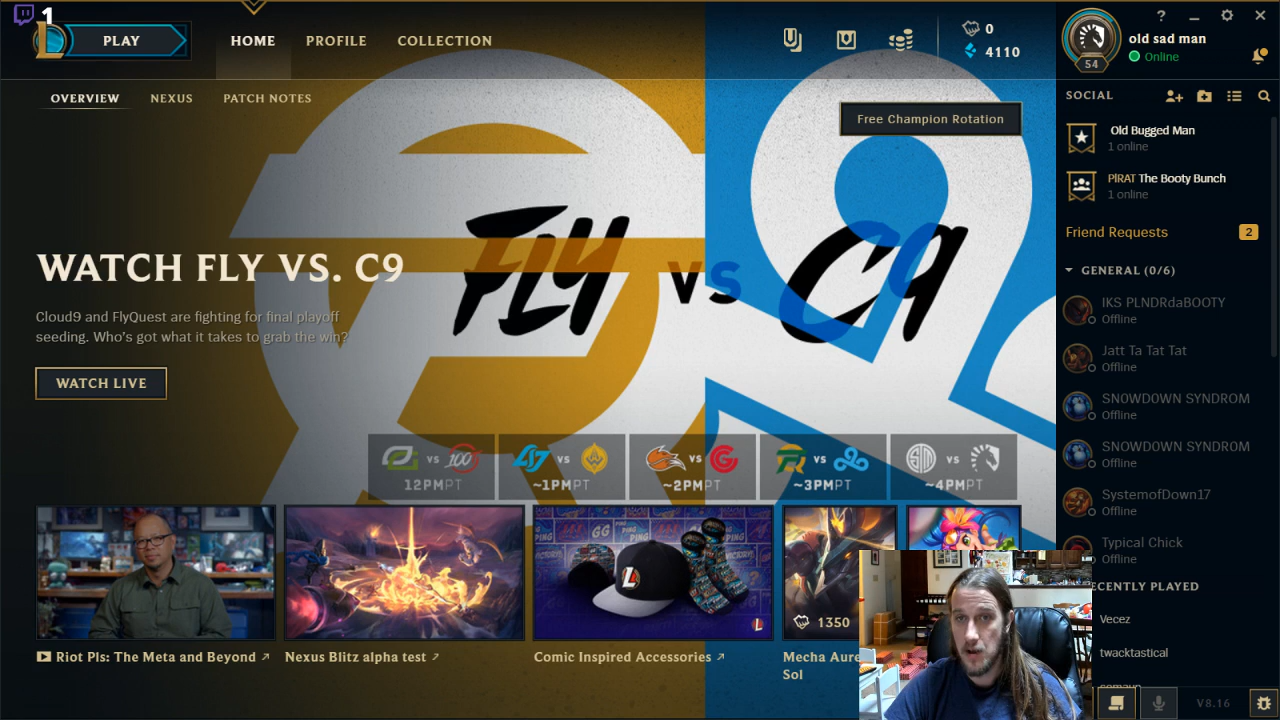 1
PLAY
HOME
PROFILE
COLLECTION
0
4110
54
?
old sad man
Online
OVERVIEW
NEXUS
PATCH NOTES
Free Champion Rotation
SOCIAL
Old Bugged Man
1 online
PIRAT The Booty Bunch
1 online
Friend Requests
2
GENERAL (0/6)
IKS PLNDRdaBOOTY
Offline
Jatt Ta Tat Tat
Offline
SN0WD0WN SYNDROM
Offline
SNOWDOWN SYNDROM
Offline
SystemofDown17
Offline
Typical Chick
Offline
ECENTLY PLAYED
Vecez
twacktastical
V8.16
FLY VS C9
WATCH FLY VS. C9
Cloud9 and FlyQuest are fighting for final playoff
seeding. Who's got what it takes to grab the win?
WATCH LIVE
VS 100
12PMPT
CLG VS
~1PMPT
VS
~2PMPT
VS
~3PMPT
TSM VS
~4PMPT
GG
PING
1350
Riot Pls: The Meta and Beyond
Nexus Blitz alpha test
Comic Inspired Accessories
Mecha Aure
Sol